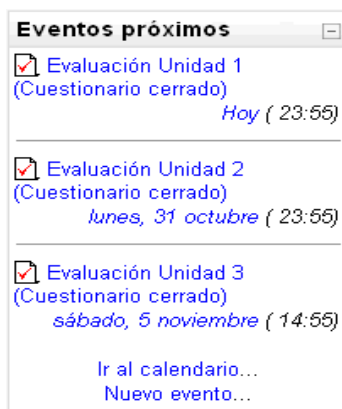 Eventos próximos
Evaluación Unidad 1
(Cuestionario cerrado)
Hoy ( 23:55)
Evaluación Unidad 2
(Cuestionario cerrado)
lunes, 31 octubre ( 23:55)
Evaluación Unidad 3
(Cuestionario cerrado)
sábado, 5 noviembre ( 14:55)
Ir al calendario...
Nuevo evento...